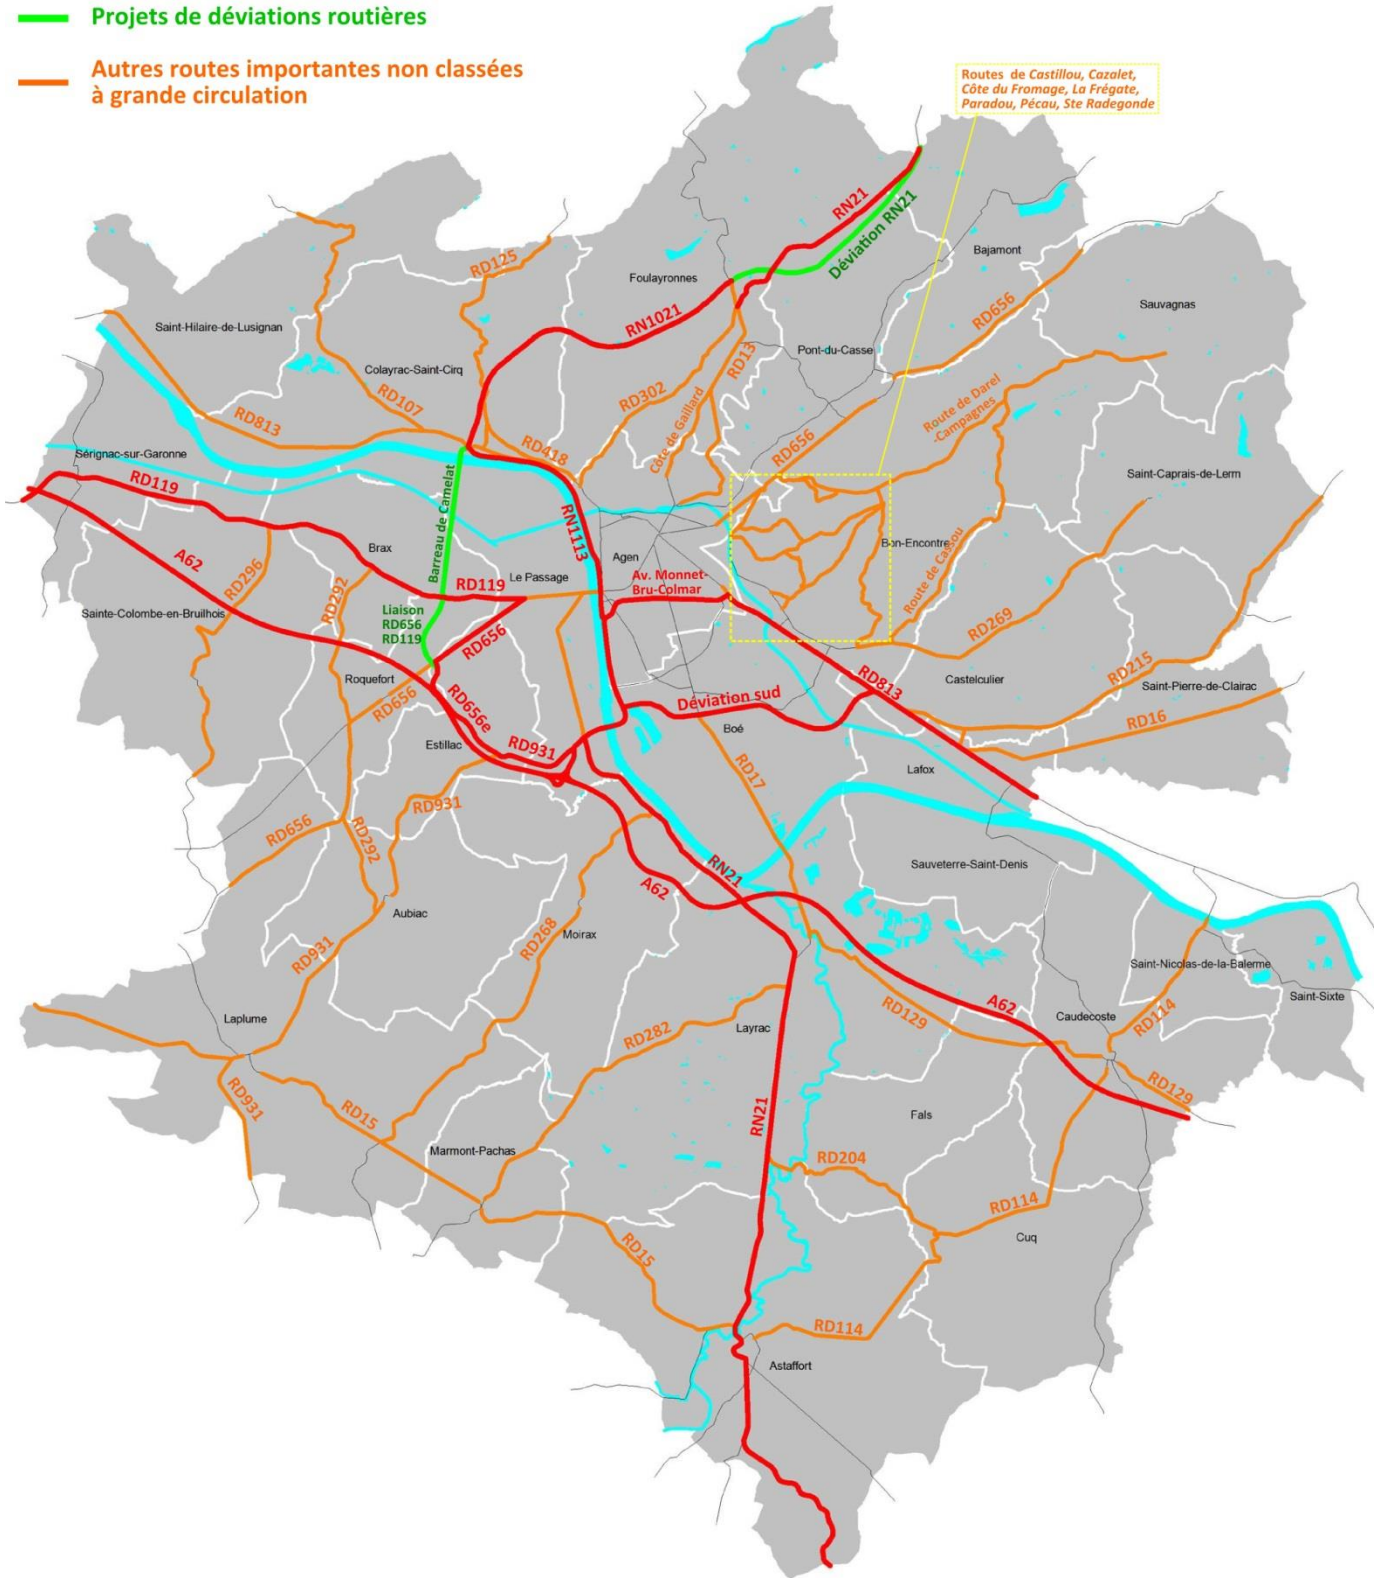 Projets de déviations routières
Autres routes importantes non classées
à grande circulation
Routes de Castillou, Cazalet,
Côte du Fromage, La Frégate,
Paradou, Pécau, Ste Radegonde
RN21
Déviation RN21
Bajamont
RD125
Foulayronnes
RD656
Sauvagnas
Saint-Hilaire-de-Lusignan
RN1021
RD13
Pont-du-Casse
Colayrac-Saint-Cirq
RD107
RD302
Côte de Gaillard
Route de Darel
-Campagnes
RD813
RD418
RD656
Sérignac-sur-Garonne
RD119
Saint-Caprais-de-Lerm
Barreau de Camelat
RN1113
A62
Brax
Agen
Bon-Encontre
RD296
RD292
RD119
Le Passage
Av. Monnet-
Bru-Colmar
Route de Cassou
Sainte-Colombe-en-Bruilhois
Liaison
RD656
RD119
RD656
RD269
RD215
Roquefort
RD656
RD656e
RD813
Castelculier
Saint-Pierre-de-Clairac
Déviation sud
RD16
Estillac
RD931
Boé
RD17
Lafox
RD931
RD656
RD292
RN21
Sauveterre-Saint-Denis
A62
Aubiac
RD268
Moirax
RD931
Saint-Nicolas-de-la-Balerme
Saint-Sixte
Laplume
RD282
Layrac
RD129
A62
Caudecoste
RD114
RD931
RD15
RN21
Fals
RD129
Marmont-Pachas
RD204
RD114
RD15
Cuq
RD114
Astaffort